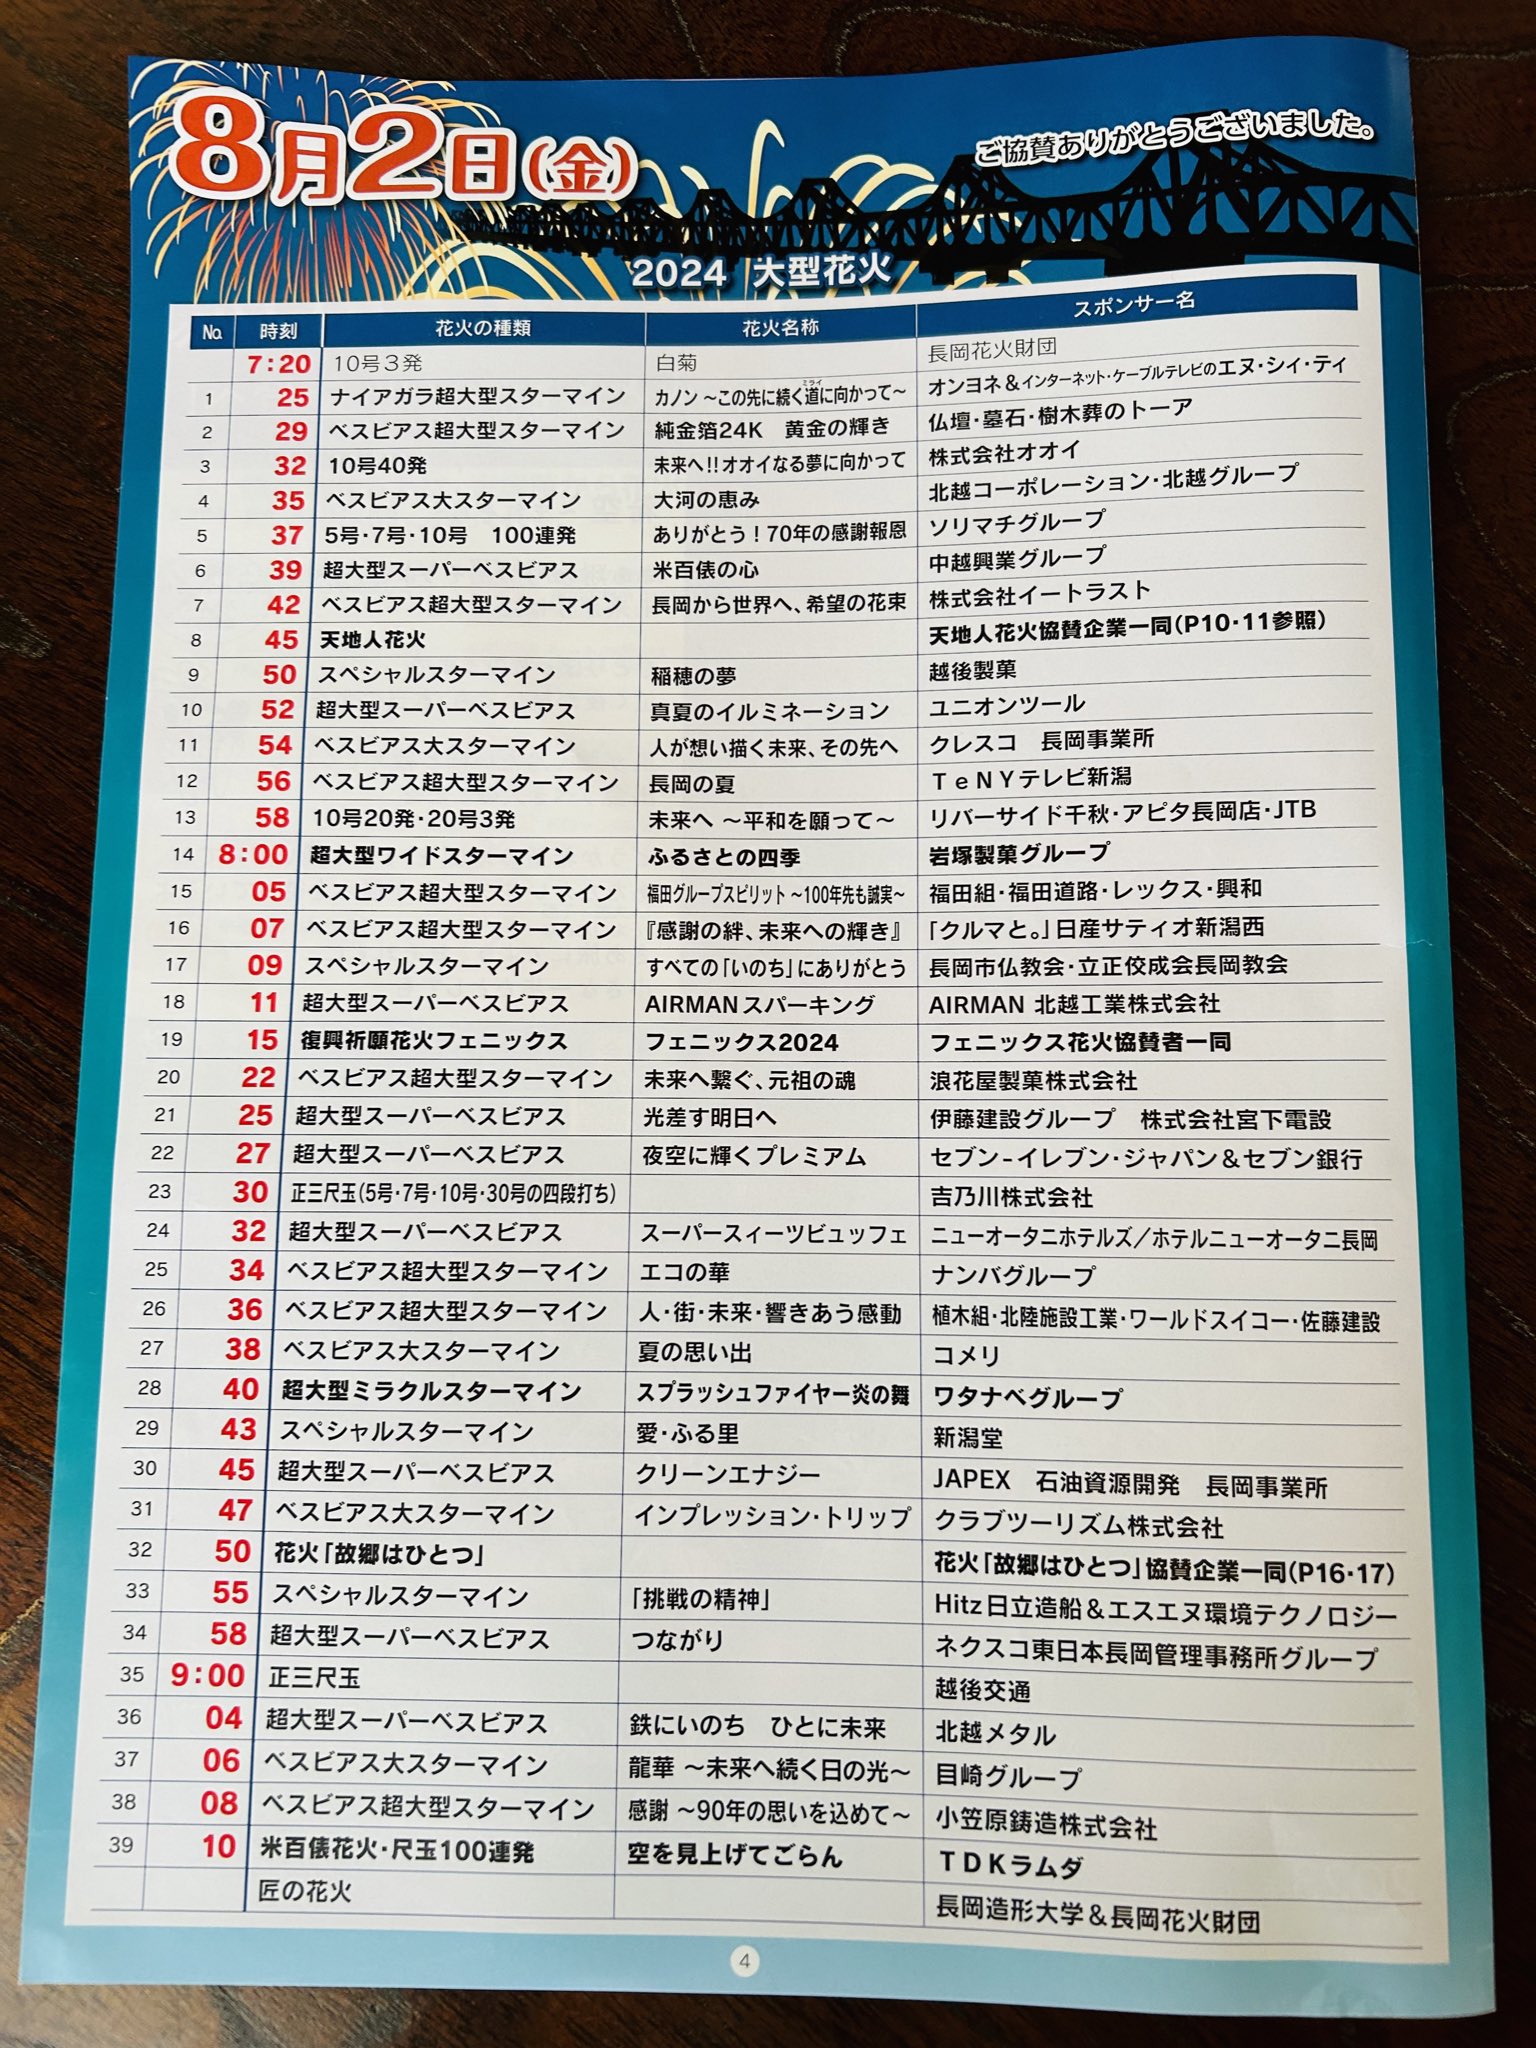 8月2日(金)
ご協賛ありがとうございました。
2024 大型花火
No. 時刻 花火の種類 花火名称 スポンサー名
7:20 10号3発 白菊 長岡花火財団
1 25 ナイアガラ超大型スターマイン カノン ～この先に続く道(ミライ)に向かって～ オンヨネ＆インターネット・ケーブルテレビのエヌ・シィ・ティ
2 29 ベスビアス超大型スターマイン 純金箔24K 黄金の輝き 仏壇・墓石・樹木葬のトーア
3 32 10号40発 未来へ!!オオイなる夢に向かって 株式会社オオイ
4 35 ベスビアス大スターマイン 大河の恵み 北越コーポレーション・北越グループ
5 37 5号・7号・10号 100連発 ありがとう！70年の感謝報恩 ソリマチグループ
6 39 超大型スーパーベスビアス 米百俵の心 中越興業グループ
7 42 ベスビアス超大型スターマイン 長岡から世界へ、希望の花束 株式会社イートラスト
8 45 天地人花火 天地人花火協賛企業一同(P10・11参照)
9 50 スペシャルスターマイン 稲穂の夢 越後製菓
10 52 超大型スーパーベスビアス 真夏のイルミネーション ユニオンツール
11 54 ベスビアス大スターマイン 人が想い描く未来、その先へ クレスコ 長岡事業所
12 56 ベスビアス超大型スターマイン 長岡の夏 TeNYテレビ新潟
13 58 10号20発・20号3発 未来へ ～平和を願って～ リバーサイド千秋・アピタ長岡店・JTB
14 8:00 超大型ワイドスターマイン ふるさとの四季 岩塚製菓グループ
15 05 ベスビアス超大型スターマイン 福田グループスピリット ～100年先も誠実～ 福田組・福田道路・レックス・興和
16 07 ベスビアス超大型スターマイン 『感謝の絆、未来への輝き』 「クルマと。」日産サティオ新潟西
17 09 スペシャルスターマイン すべての「いのち」にありがとう 長岡市仏教会・立正佼成会長岡教会
18 11 超大型スーパーベスビアス AIRMANスパーキング AIRMAN 北越工業株式会社
19 15 復興祈願花火フェニックス フェニックス2024 フェニックス花火協賛者一同
20 22 ベスビアス超大型スターマイン 未来へ繋ぐ、元祖の魂 浪花屋製菓株式会社
21 25 超大型スーパーベスビアス 光差す明日へ 伊藤建設グループ 株式会社宮下電設
22 27 超大型スーパーベスビアス 夜空に輝くプレミアム セブン-イレブン・ジャパン＆セブン銀行
23 30 正三尺玉(5号・7号・10号・30号の四段打ち) 吉乃川株式会社
24 32 超大型スーパーベスビアス スーパースィーツビュッフェ ニューオータニホテルズ／ホテルニューオータニ長岡
25 34 ベスビアス超大型スターマイン エコの華 ナンバグループ
26 36 ベスビアス超大型スターマイン 人・街・未来・響きあう感動 植木組・北陸施設工業・ワールドスイコー・佐藤建設
27 38 ベスビアス大スターマイン 夏の思い出 コメリ
28 40 超大型ミラクルスターマイン スプラッシュファイヤー炎の舞 ワタナベグループ
29 43 スペシャルスターマイン 愛・ふる里 新潟堂
30 45 超大型スーパーベスビアス クリーンエナジー JAPEX 石油資源開発 長岡事業所
31 47 ベスビアス大スターマイン インプレッション・トリップ クラブツーリズム株式会社
32 50 花火「故郷はひとつ」 花火「故郷はひとつ」協賛企業一同(P16・17)
33 55 スペシャルスターマイン 「挑戦の精神」 Hitz日立造船＆エスエヌ環境テクノロジー
34 58 超大型スーパーベスビアス つながり ネクスコ東日本長岡管理事務所グループ
35 9:00 正三尺玉 越後交通
36 04 超大型スーパーベスビアス 鉄にいのち ひとに未来 北越メタル
37 06 ベスビアス大スターマイン 龍華 ～未来へ続く日の光～ 目崎グループ
38 08 ベスビアス超大型スターマイン 感謝 ～90年の思いを込めて～ 小笠原鋳造株式会社
39 10 米百俵花火・尺玉100連発 空を見上げてごらん TDKラムダ
匠の花火 長岡造形大学＆長岡花火財団
4